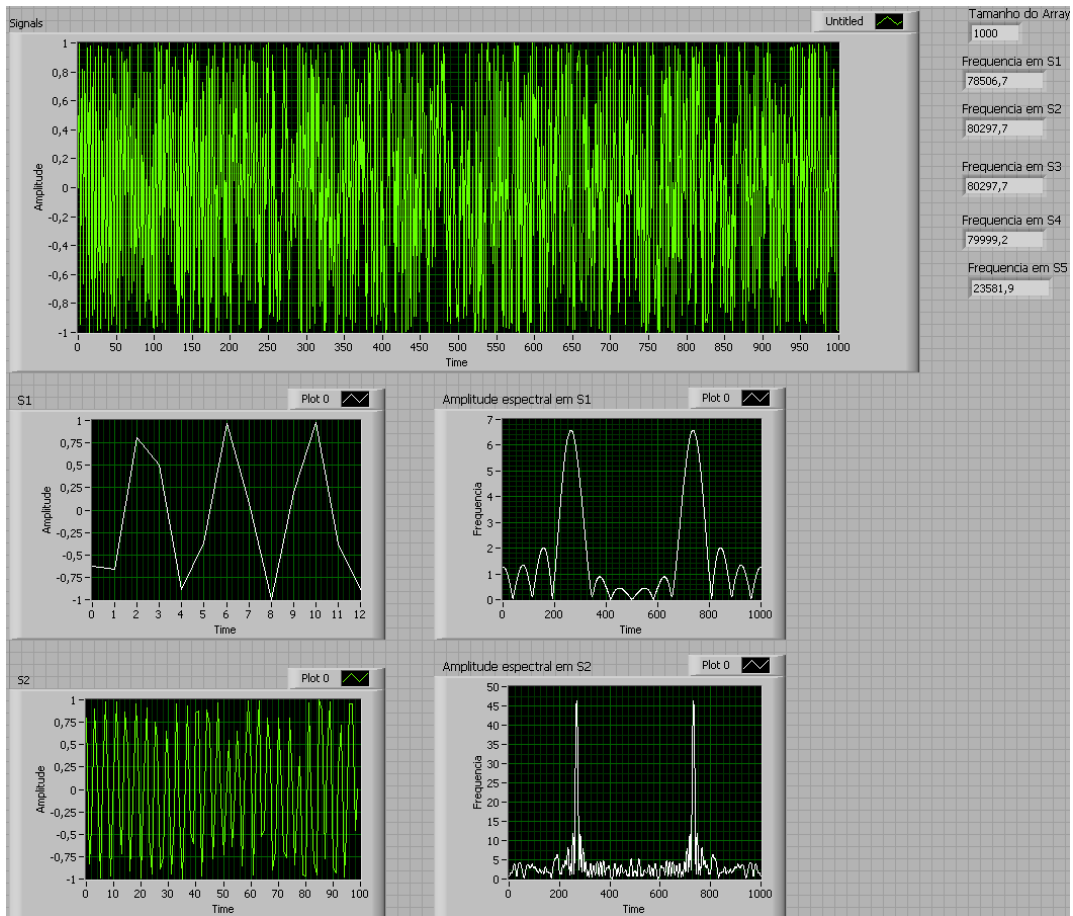 Signals
Untitled
Amplitude
1
0,8
0,6
0,4
0,2
0
-0,2
-0,4
-0,6
-0,8
-1
0 50 100 150 200 250 300 350 400 450 500 550 600 650 700 750 800 850 900 950 1000
Time
Tamanho do Array
1000
Frequencia em S1
78506,7
Frequencia em S2
80297,7
Frequencia em S3
80297,7
Frequencia em S4
79999,2
Frequencia em S5
23581,9
S1
Plot 0
Amplitude
1
0,75
0,5
0,25
0
-0,25
-0,5
-0,75
-1
0 1 2 3 4 5 6 7 8 9 10 11 12
Time
Amplitude espectral em S1
Plot 0
Frequencia
7
6
5
4
3
2
1
0
0 200 400 600 800 1000
Time
S2
Plot 0
Amplitude
1
0,75
0,5
0,25
0
-0,25
-0,5
-0,75
-1
0 10 20 30 40 50 60 70 80 90 100
Time
Amplitude espectral em S2
Plot 0
Frequencia
50
45
40
35
30
25
20
15
10
5
0
0 200 400 600 800 1000
Time